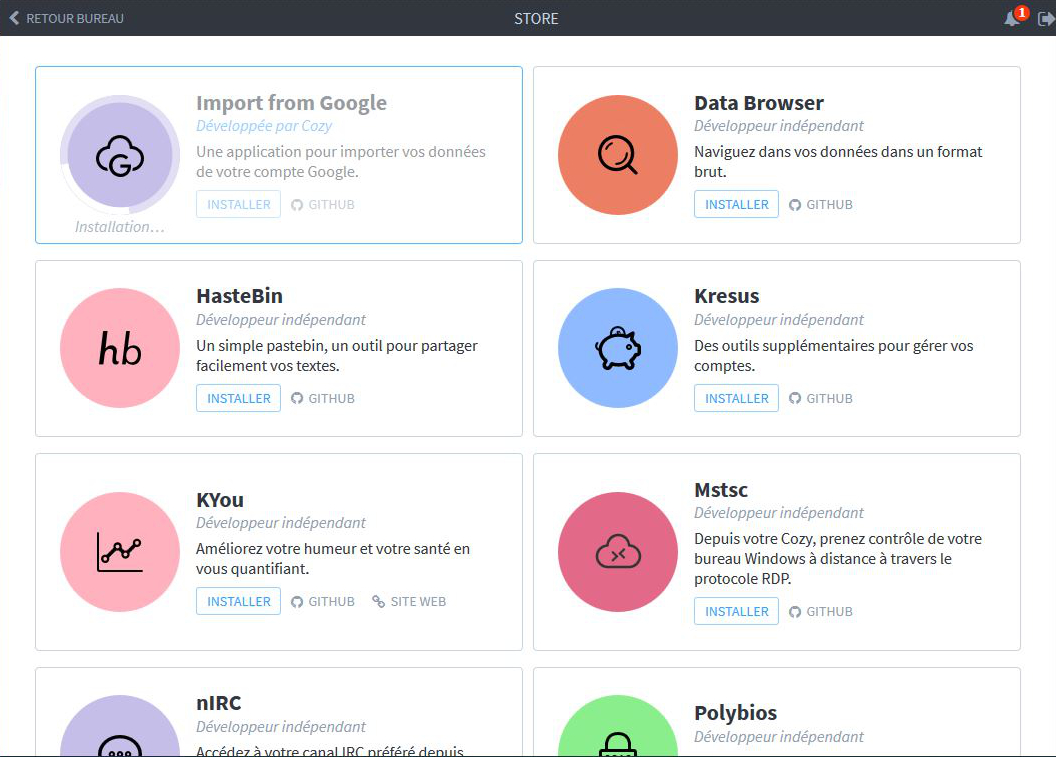 RETOUR BUREAU
STORE
1
Import from Google
Développée par Cozy
Une application pour importer vos données
de votre compte Google.
INSTALLER GITHUB
Installation…
Data Browser
Développeur indépendant
Naviguez dans vos données dans un format
brut.
INSTALLER GITHUB
hb
HasteBin
Développeur indépendant
Un simple pastebin, un outil pour partager
facilement vos textes.
INSTALLER GITHUB
Kresus
Développeur indépendant
Des outils supplémentaires pour gérer vos
comptes.
INSTALLER GITHUB
KYou
Développeur indépendant
Améliorez votre humeur et votre santé en
vous quantifiant.
INSTALLER GITHUB SITE WEB
Mstsc
Développeur indépendant
Depuis votre Cozy, prenez contrôle de votre
bureau Windows à distance à travers le
protocole RDP.
INSTALLER GITHUB
nIRC
Développeur indépendant
Accédez à votre canal IRC préféré depuis
Polybios
Développeur indépendant